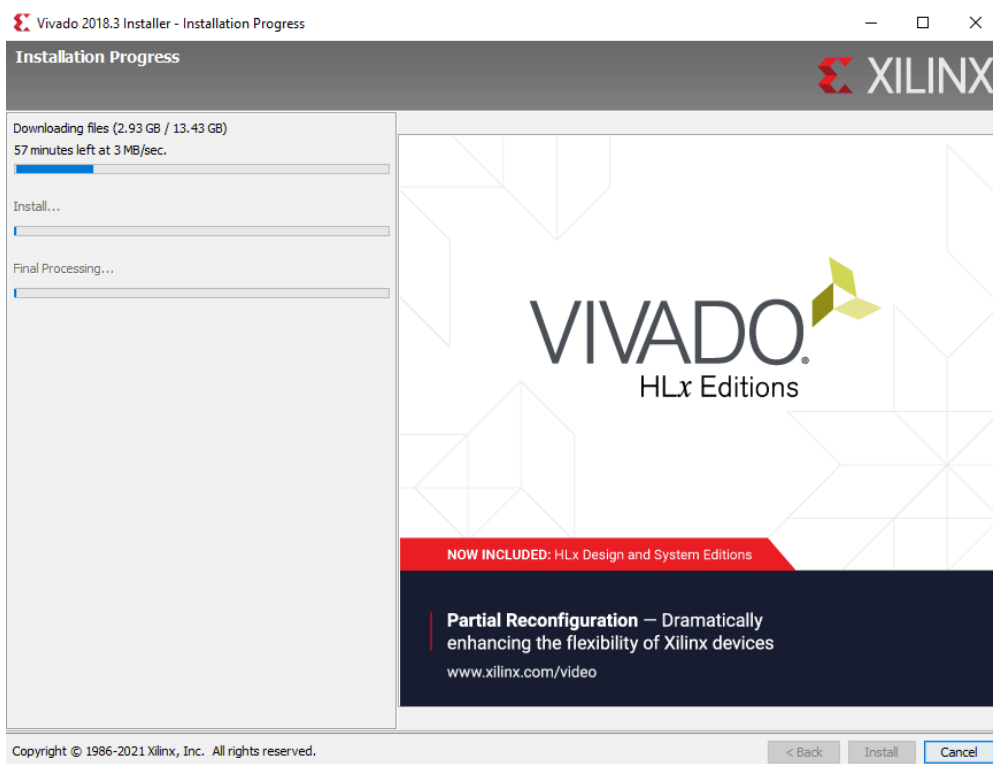 Vivado 2018.3 Installer - Installation Progress
Installation Progress
XILINX
Downloading files (2.93 GB / 13.43 GB)
57 minutes left at 3 MB/sec.
Install...
Final Processing...
VIVADO®
HLx Editions
NOW INCLUDED: HLx Design and System Editions
Partial Reconfiguration — Dramatically
enhancing the flexibility of Xilinx devices
www.xilinx.com/video
Copyright © 1986-2021 Xilinx, Inc. All rights reserved.
< Back Install Cancel